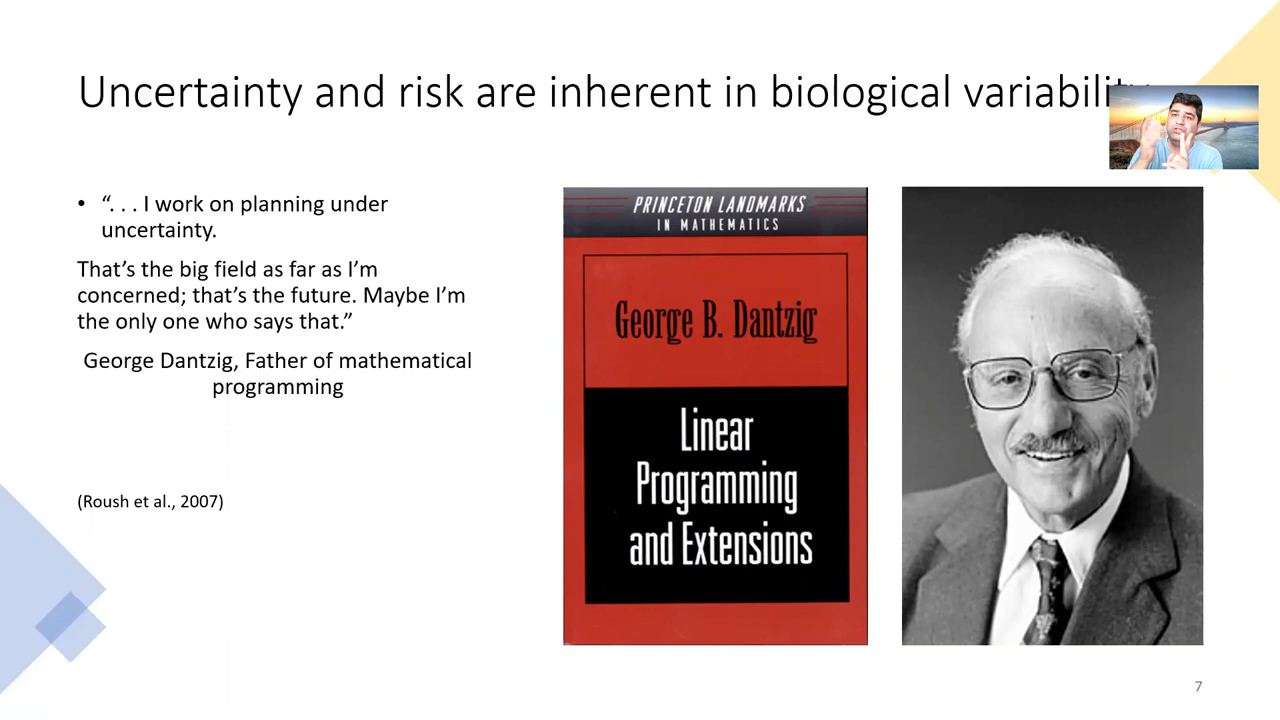 Uncertainty and risk are inherent in biological variability
• “. . . I work on planning under
uncertainty.
That’s the big field as far as I’m
concerned; that’s the future. Maybe I’m
the only one who says that.”
George Dantzig, Father of mathematical
programming
(Roush et al., 2007)
PRINCETON LANDMARKS
IN MATHEMATICS
George B. Dantzig
Linear
Programming
and Extensions
7